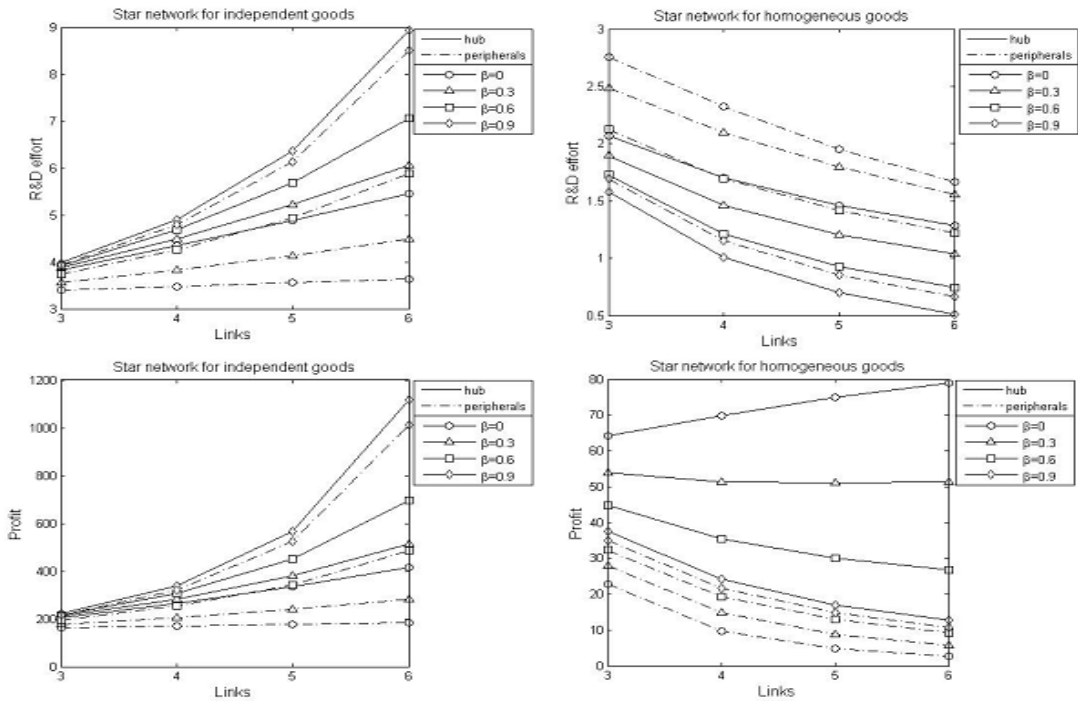 Star network for independent goods
9
8
7
6
5
4
3
3
4
5
6
R&D effort
Links
hub
peripherals
β=0
β=0.3
β=0.6
β=0.9
Star network for homogeneous goods
3
2.5
2
1.5
1
0.5
3
4
5
6
R&D effort
Links
hub
peripherals
β=0
β=0.3
β=0.6
β=0.9
Star network for independent goods
1200
1000
800
600
400
200
0
3
4
5
6
Profit
Links
hub
peripherals
β=0
β=0.3
β=0.6
β=0.9
Star network for homogeneous goods
80
70
60
50
40
30
20
10
0
3
4
5
6
Profit
Links
hub
peripherals
β=0
β=0.3
β=0.6
β=0.9